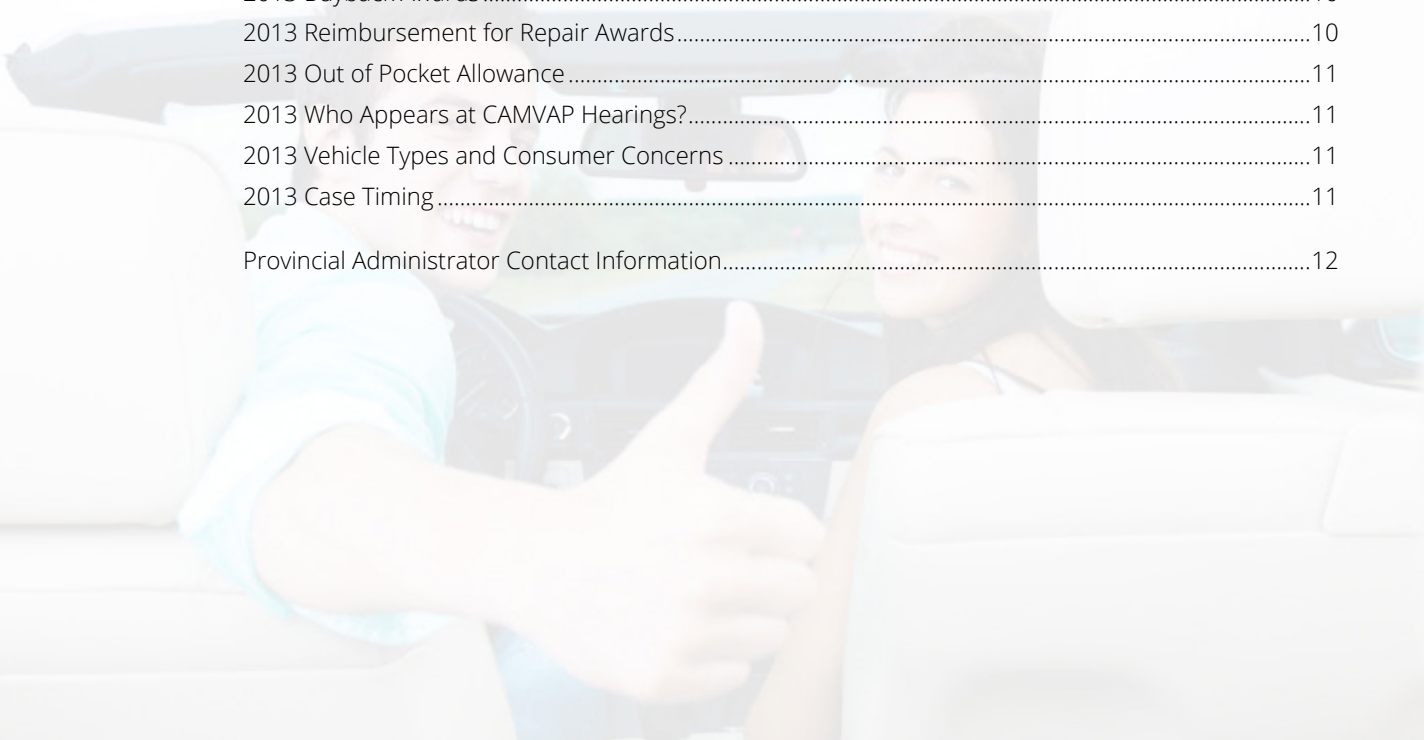 2013 Reimbursement for Repair Awards....................................................................................................10
2013 Out of Pocket Allowance....................................................................................................11
2013 Who Appears at CAMVAP Hearings?....................................................................................................11
2013 Vehicle Types and Consumer Concerns....................................................................................................11
2013 Case Timing....................................................................................................11
Provincial Administrator Contact Information....................................................................................................12